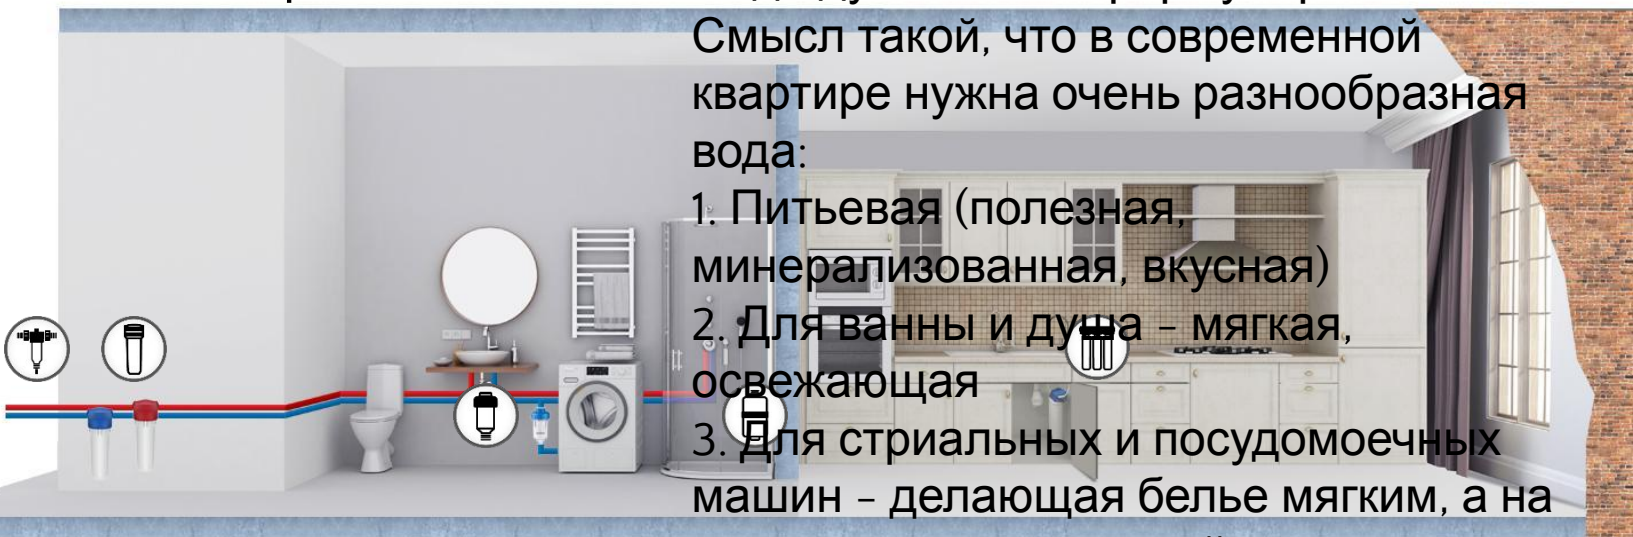 Смысл такой, что в современной
квартире нужна очень разнообразная
вода:
1. Питьевая (полезная,
минерализованная, вкусная)
2. Для ванны и душа – мягкая,
освежающая
3. Для стриальных и посудомоечных
машин – делающая белье мягким, а на